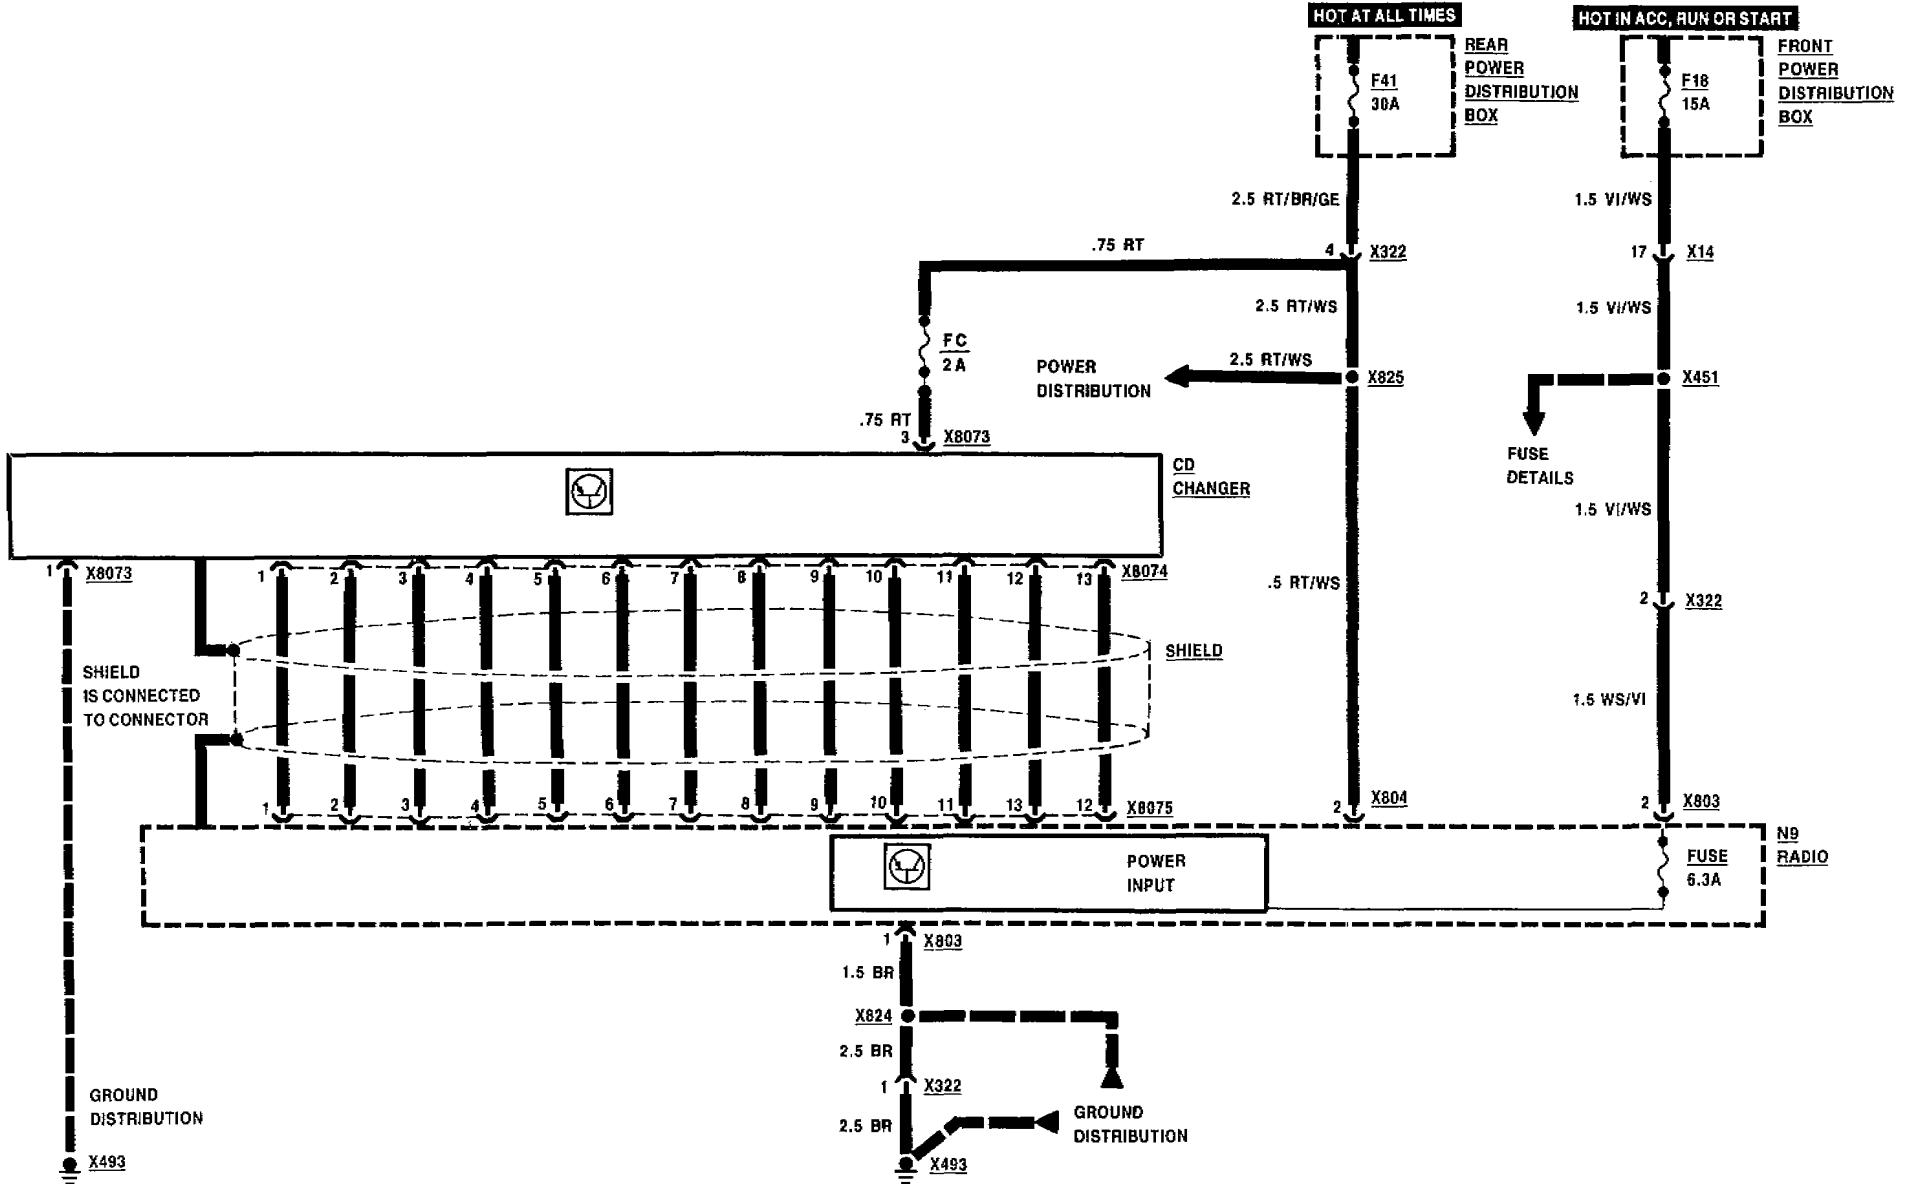 HOT AT ALL TIMES
HOT IN ACC, RUN OR START
REAR
POWER
DISTRIBUTION
BOX
F41
30A
FRONT
POWER
DISTRIBUTION
BOX
F18
15A
2.5 RT/BR/GE
1.5 VI/WS
.75 RT
4
X322
17
X14
2.5 RT/WS
1.5 VI/WS
FC
2A
POWER
DISTRIBUTION
2.5 RT/WS
X825
X451
.75 RT
3
X8073
FUSE
DETAILS
CD
CHANGER
1.5 VI/WS
1
X8073
1
2
3
4
5
6
7
8
9
10
11
12
13
X8074
.5 RT/WS
2
X322
SHIELD
IS CONNECTED
TO CONNECTOR
SHIELD
1.5 WS/VI
1
2
3
4
5
6
7
8
9
10
11
13
12
X8075
2
X804
2
X803
N9
RADIO
POWER
INPUT
FUSE
6.3A
1
X803
1.5 BR
X824
2.5 BR
1
X322
2.5 BR
GROUND
DISTRIBUTION
GROUND
DISTRIBUTION
X493
X493